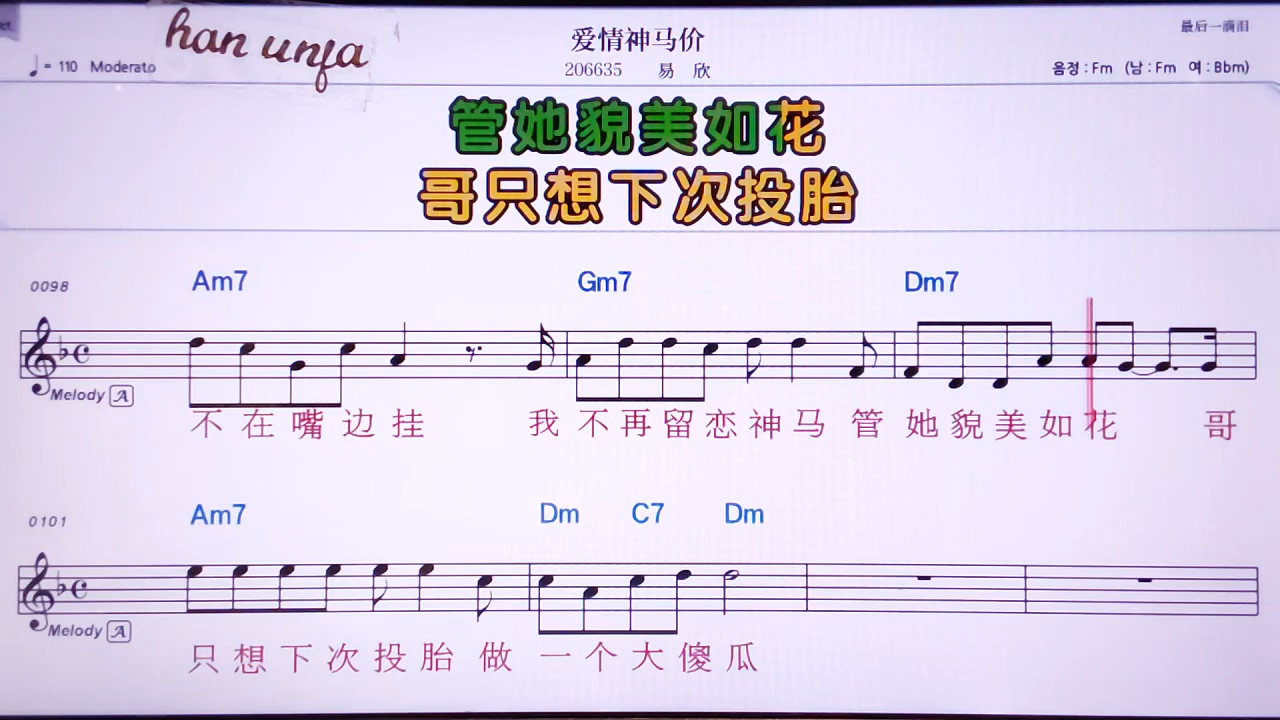 han unfa
爱情神马价
最后一滴泪
♩= 110 Moderato
206635 易 欣
음정 : Fm (남 : Fm 여 : Bbm)
管她貌美如花
哥只想下次投胎
Am7 Gm7 Dm7
0098
Melody A
不 在 嘴 边 挂 我 不 再 留 恋 神 马 管 她 貌 美 如 花 哥
Am7 Dm C7 Dm
0101
Melody A
只 想 下 次 投 胎 做 一 个 大 傻 瓜